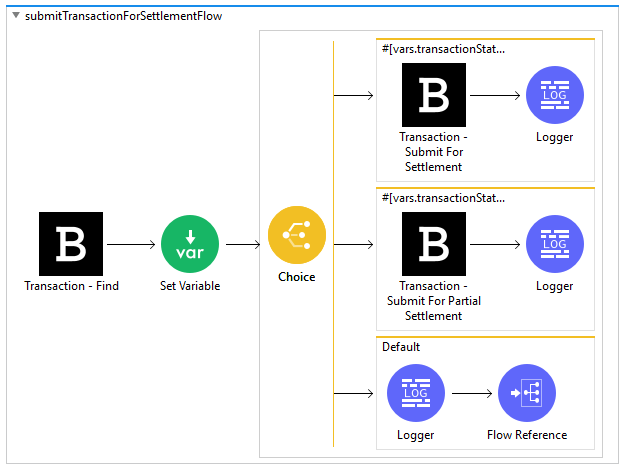 submitTransactionForSettlementFlow
#[vars.transactionStat...
B
LOG
Transaction -
Submit For
Settlement
Logger
#[vars.transactionStat...
B
LOG
Transaction -
Submit For Partial
Settlement
Logger
B
var
Transaction - Find
Set Variable
Choice
Default
LOG
Logger
Flow Reference